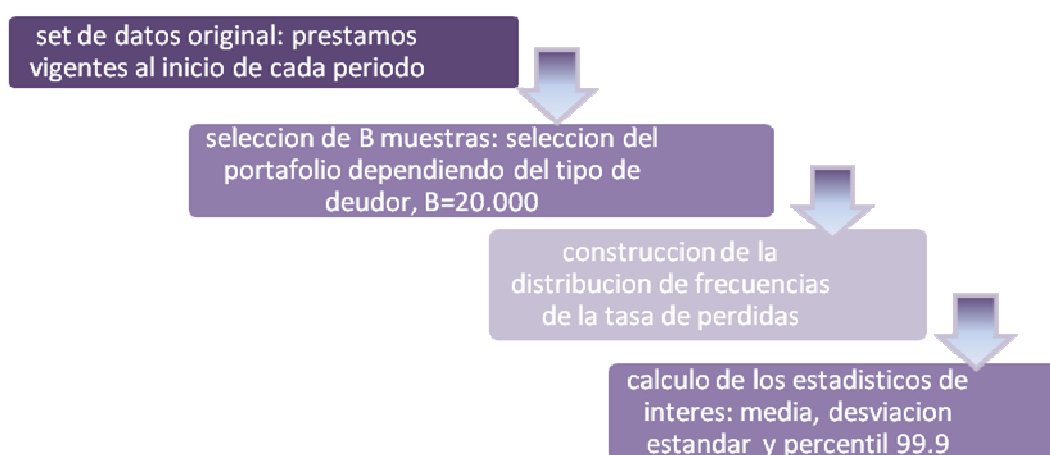 set de datos original: prestamos
vigentes al inicio de cada periodo
seleccion de B muestras: seleccion del
portafolio dependiendo del tipo de
deudor, B=20.000
construccion de la
distribucion de frecuencias
de la tasa de perdidas
calculo de los estadisticos de
interes: media, desviacion
estandar y percentil 99.9